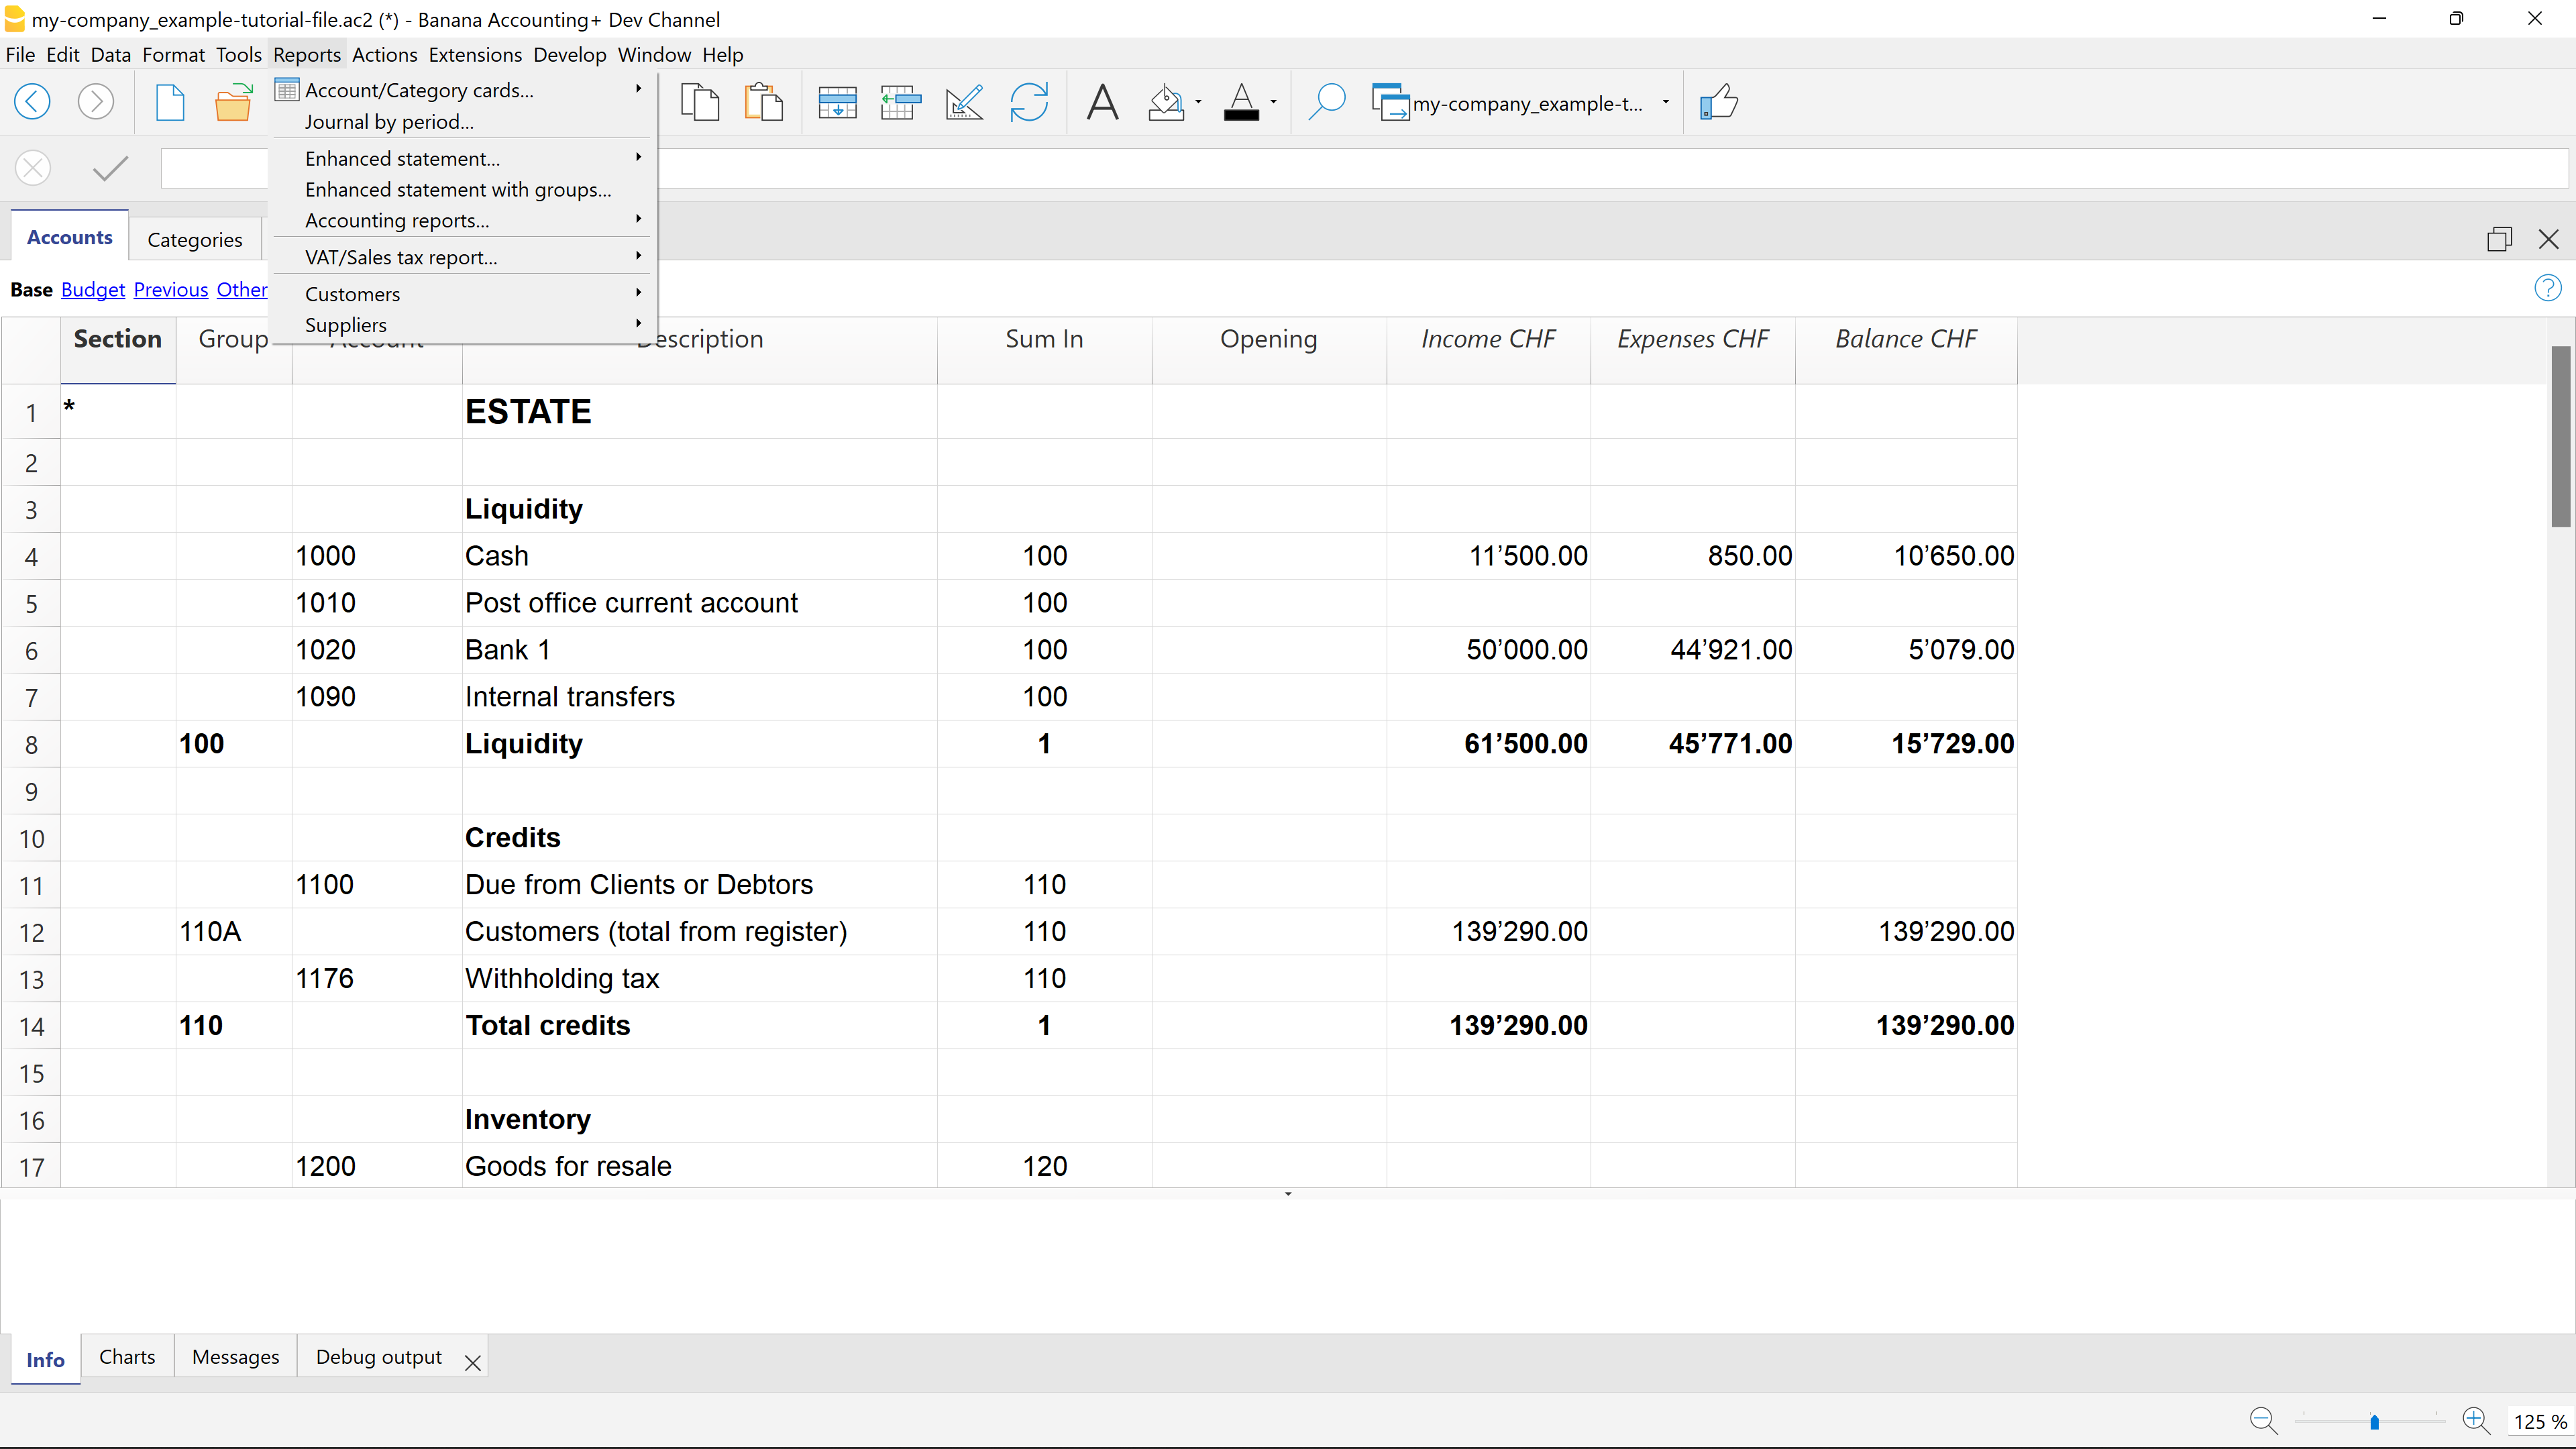 my-company_example-tutorial-file.ac2 (*) - Banana Accounting+ Dev Channel
File Edit Data Format Tools Reports Actions Extensions Develop Window Help
Account/Category cards...
Journal by period...
Enhanced statement...
Enhanced statement with groups...
Accounting reports...
VAT/Sales tax report...
Customers
Suppliers
my-company_example-t...
Accounts Categories
Base Budget Previous Other
Section Group Account Description Sum In Opening Income CHF Expenses CHF Balance CHF
1 * ESTATE
2
3 Liquidity
4 1000 Cash 100 11’500.00 850.00 10’650.00
5 1010 Post office current account 100
6 1020 Bank 1 100 50’000.00 44’921.00 5’079.00
7 1090 Internal transfers 100
8 100 Liquidity 1 61’500.00 45’771.00 15’729.00
9
10 Credits
11 1100 Due from Clients or Debtors 110
12 110A Customers (total from register) 110 139’290.00 139’290.00
13 1176 Withholding tax 110
14 110 Total credits 1 139’290.00 139’290.00
15
16 Inventory
17 1200 Goods for resale 120
Info Charts Messages Debug output
125 %